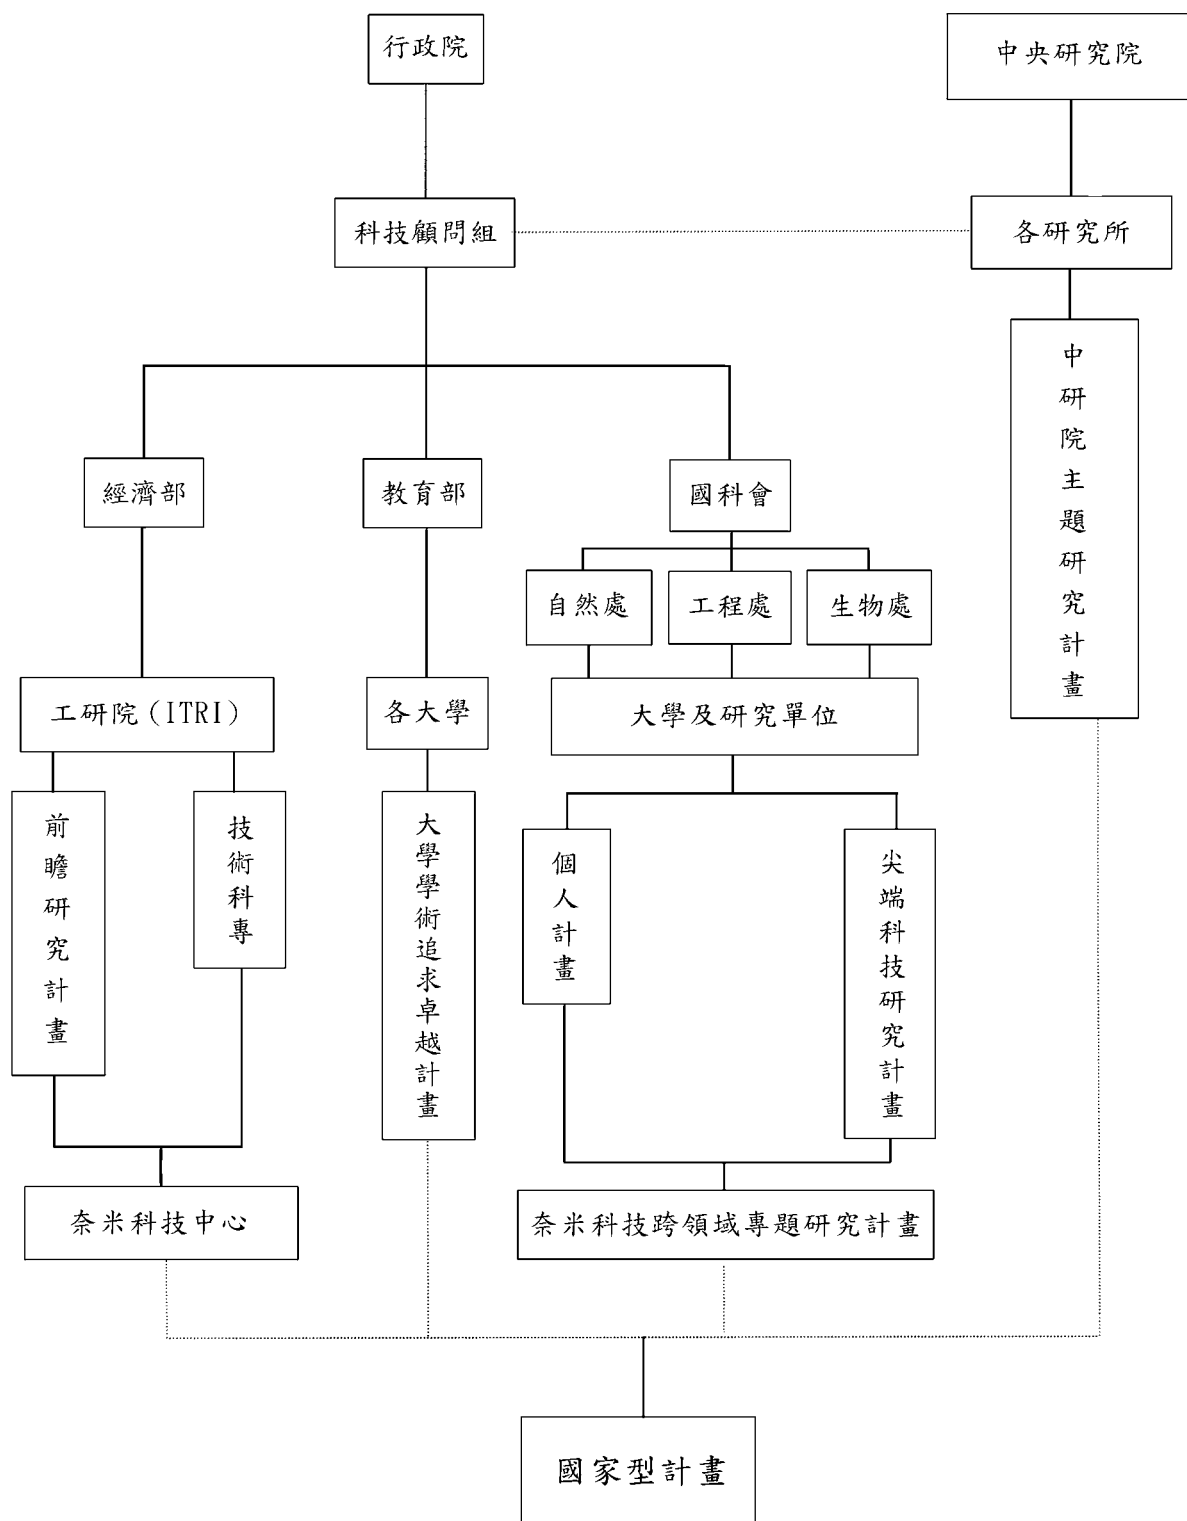 行政院
中央研究院
科技顧問組
各研究所
中研院主題研究計畫
經濟部
教育部
國科會
自然處
工程處
生物處
工研院(ITRI)
各大學
大學及研究單位
前瞻研究計畫
技術科專
大學學術追求卓越計畫
個人計畫
尖端科技研究計畫
奈米科技中心
奈米科技跨領域專題研究計畫
國家型計畫